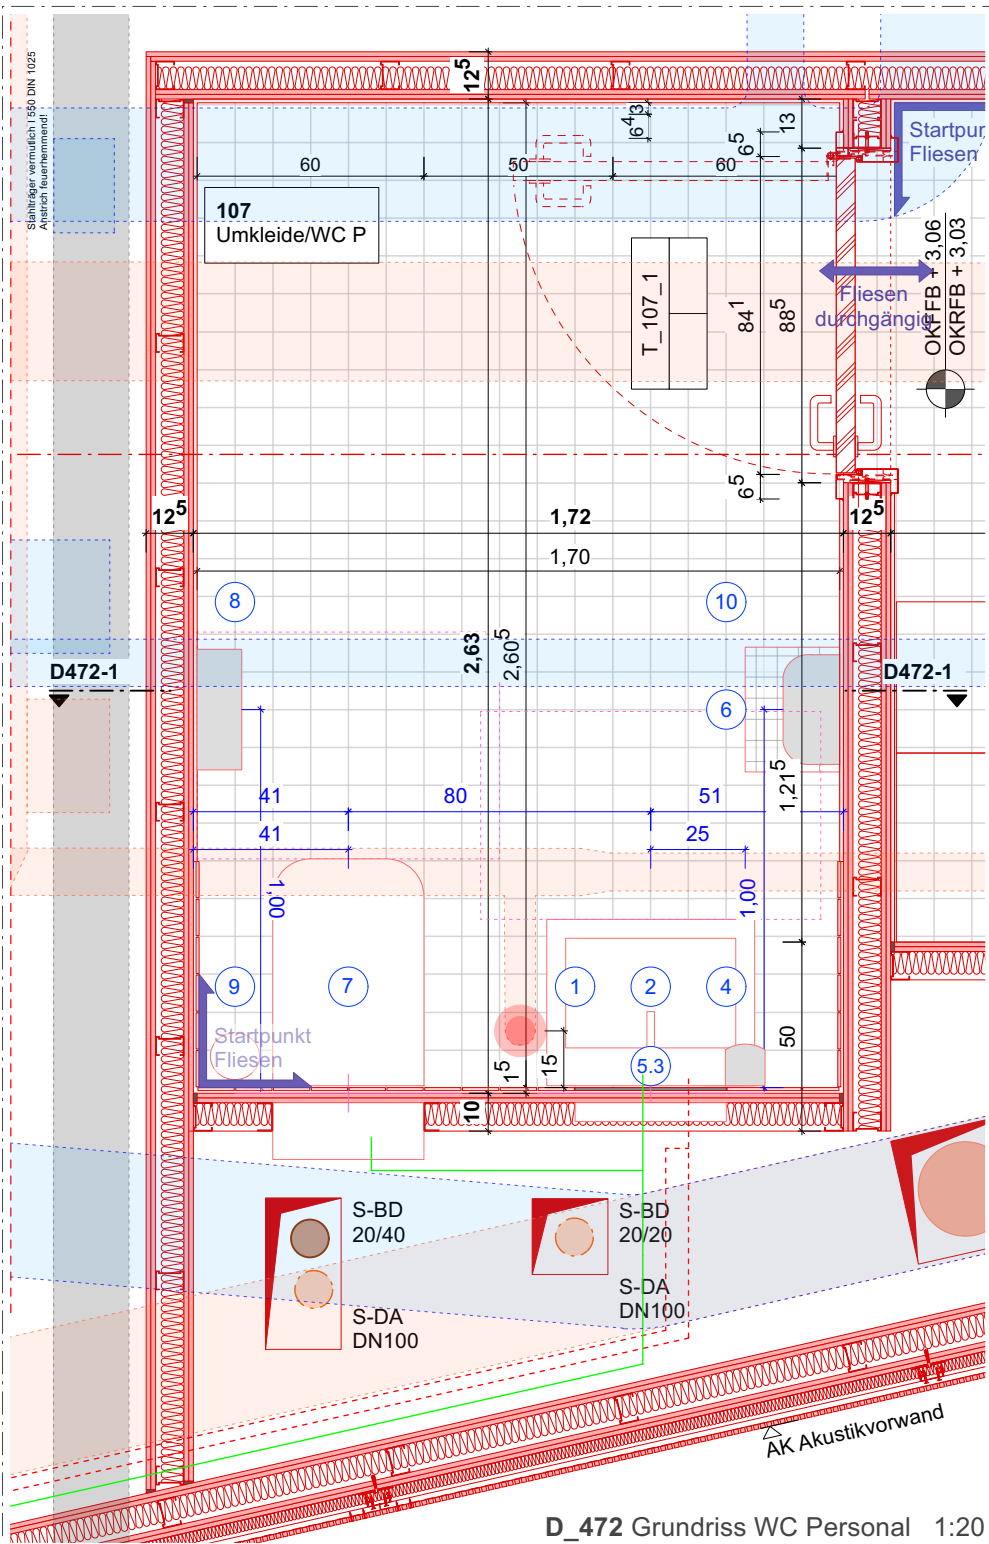 Stahlträger vermutlich I 550 DIN 1025
Anstrich feuerhemmend!
12⁵
3
6⁴
13
6⁵
60
50
60
Startpun
Fliesen
107
Umkleide/WC P
T_107_1
84¹
88⁵
Fliesen
durchgängig
OKFFB + 3,06
OKRFB + 3,03
6⁵
12⁵
1,72
12⁵
1,70
8
10
2,63
2,60⁵
D472-1
D472-1
6
1,21⁵
41
80
51
41
25
1,00
1,00
9
7
1
2
4
Startpunkt
Fliesen
1⁵
15
5.3
50
10
S-BD
20/40
S-BD
20/20
S-DA
DN100
S-DA
DN100
AK Akustikvorwand
D_472 Grundriss WC Personal 1:20